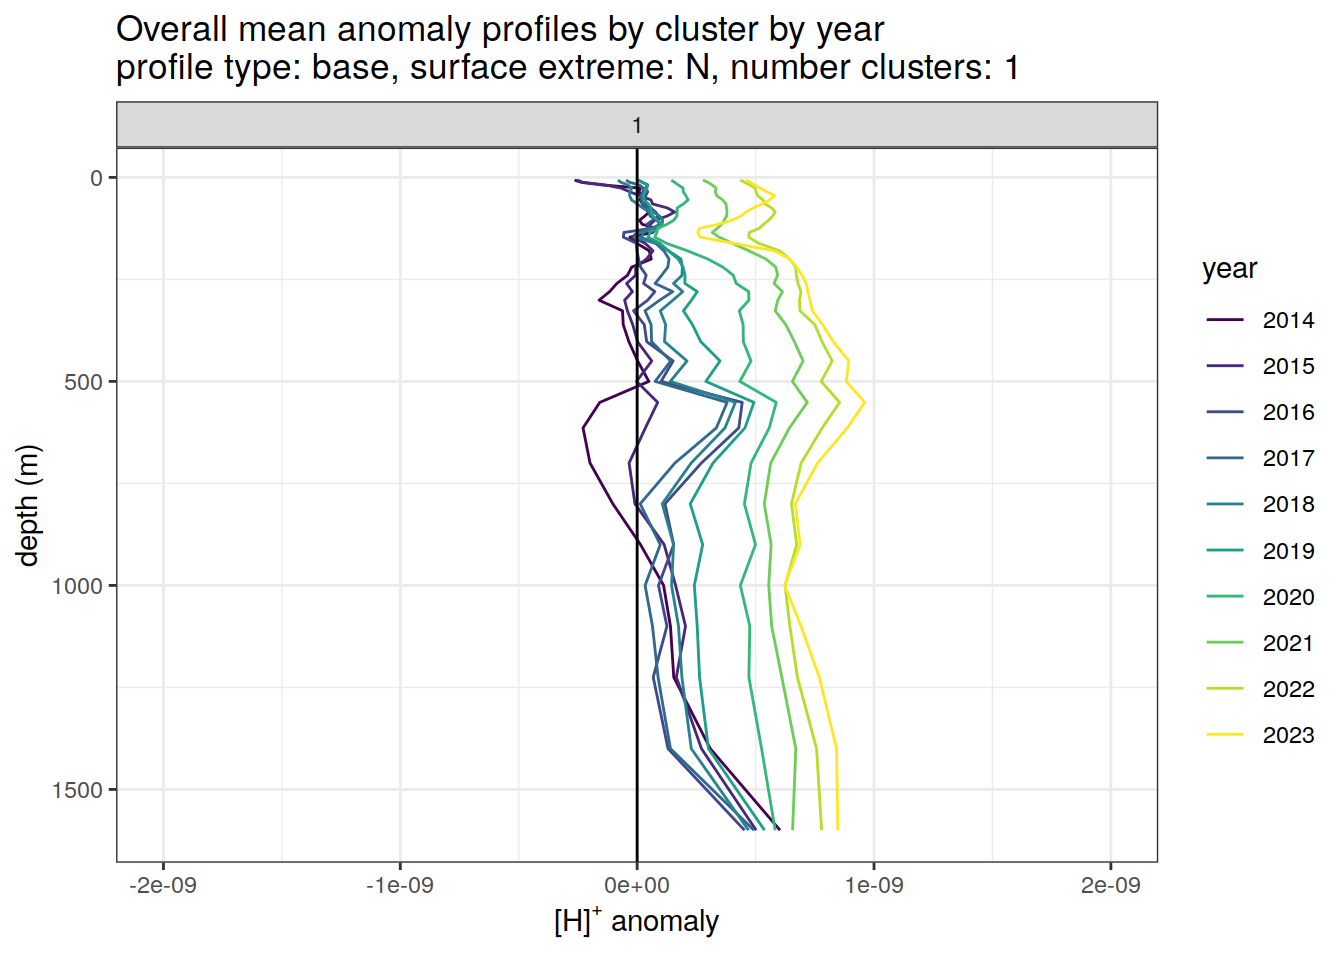 Overall mean anomaly profiles by cluster by year
profile type: base, surface extreme: N, number clusters: 1
1
0
500
1000
1500
depth (m)
-2e-09
-1e-09
0e+00
1e-09
2e-09
[H]⁺ anomaly
year
2014
2015
2016
2017
2018
2019
2020
2021
2022
2023